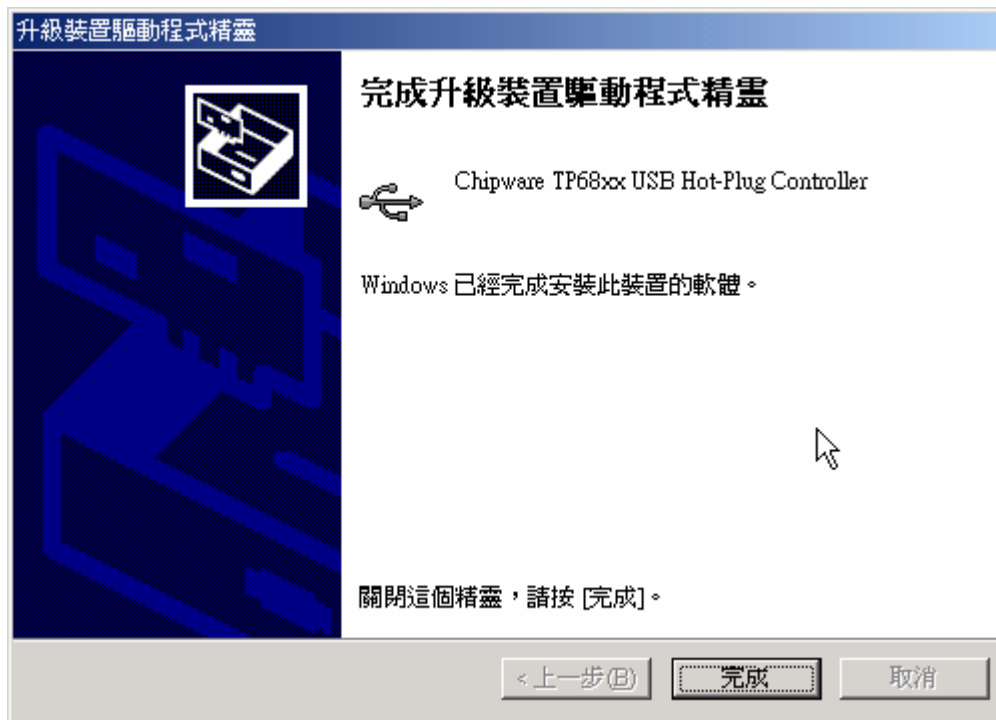 升級裝置驅動程式精靈
完成升級裝置驅動程式精靈
Chipware TP68xx USB Hot-Plug Controller
Windows 已經完成安裝此裝置的軟體。
關閉這個精靈，請按 [完成]。
< 上一步(B) 完成 取消